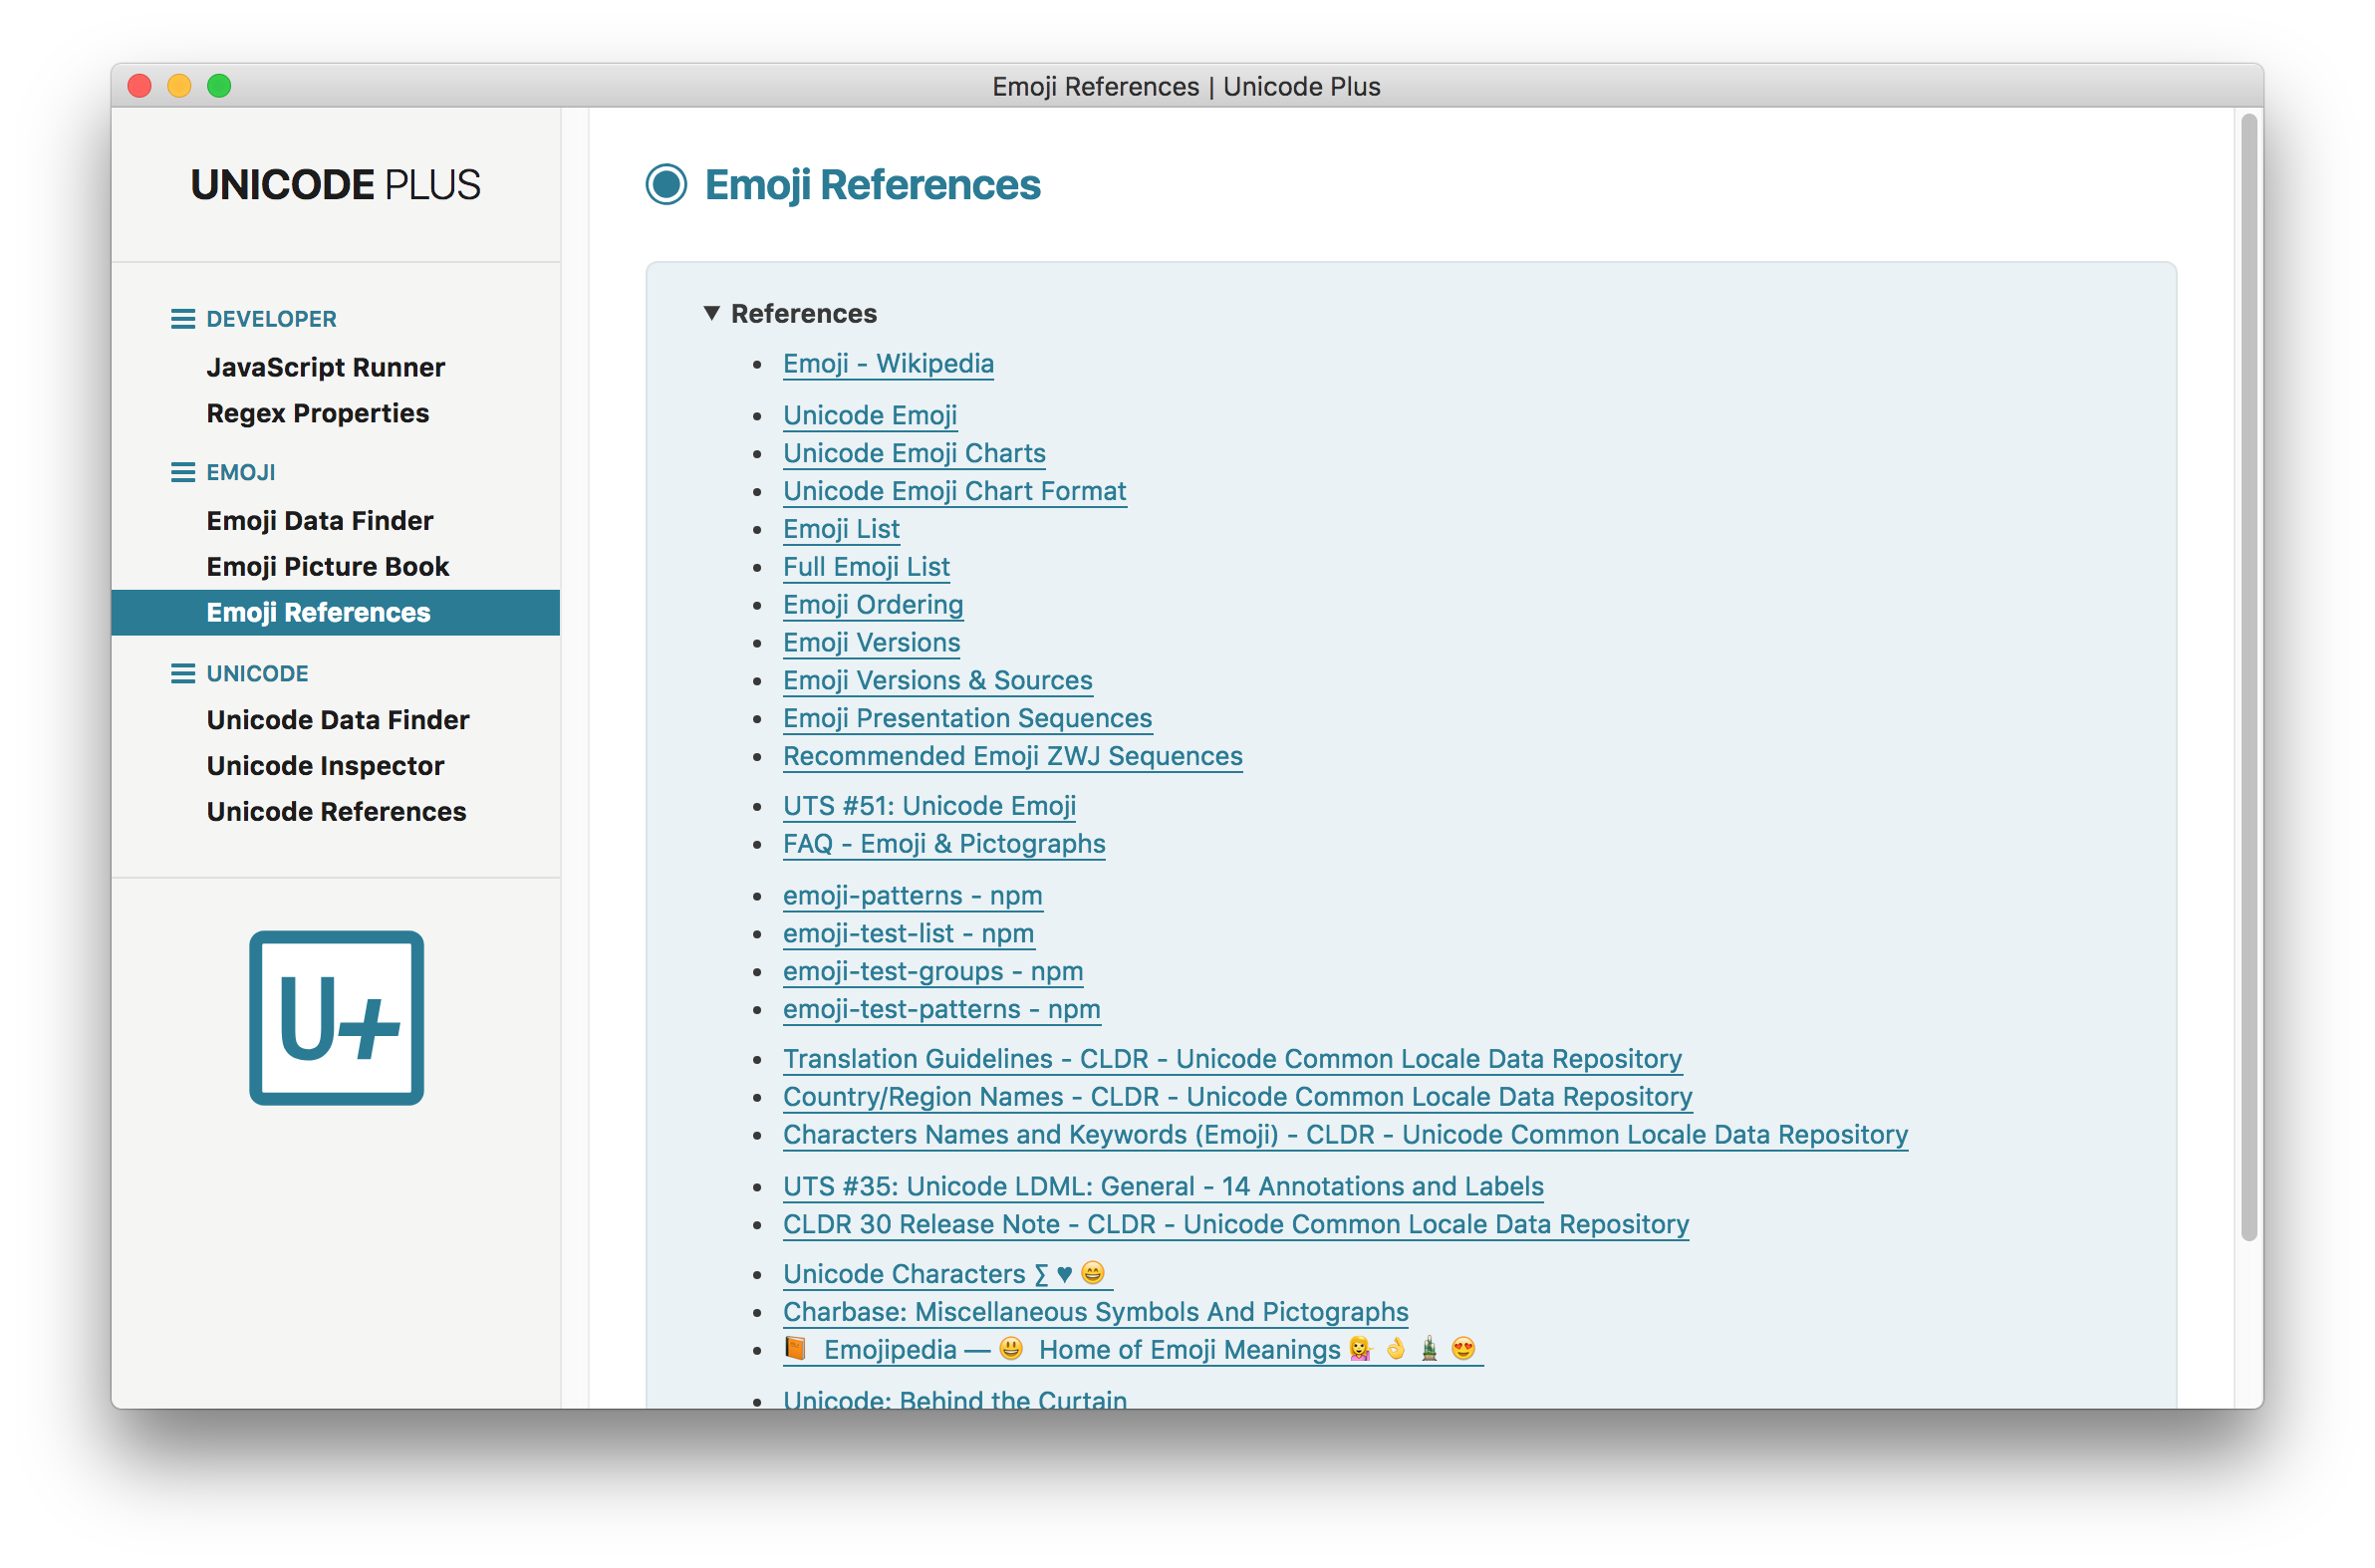 Emoji References | Unicode Plus
UNICODE PLUS
DEVELOPER
JavaScript Runner
Regex Properties
EMOJI
Emoji Data Finder
Emoji Picture Book
Emoji References
UNICODE
Unicode Data Finder
Unicode Inspector
Unicode References
U+
Emoji References
▼ References
• Emoji - Wikipedia
• Unicode Emoji
• Unicode Emoji Charts
• Unicode Emoji Chart Format
• Emoji List
• Full Emoji List
• Emoji Ordering
• Emoji Versions
• Emoji Versions & Sources
• Emoji Presentation Sequences
• Recommended Emoji ZWJ Sequences
• UTS #51: Unicode Emoji
• FAQ - Emoji & Pictographs
• emoji-patterns - npm
• emoji-test-list - npm
• emoji-test-groups - npm
• emoji-test-patterns - npm
• Translation Guidelines - CLDR - Unicode Common Locale Data Repository
• Country/Region Names - CLDR - Unicode Common Locale Data Repository
• Characters Names and Keywords (Emoji) - CLDR - Unicode Common Locale Data Repository
• UTS #35: Unicode LDML: General - 14 Annotations and Labels
• CLDR 30 Release Note - CLDR - Unicode Common Locale Data Repository
• Unicode Characters ∑ ♥ 😄
• Charbase: Miscellaneous Symbols And Pictographs
• 📙 Emojipedia — 😃 Home of Emoji Meanings 💁 👌 🎍 😍
• Unicode: Behind the Curtain